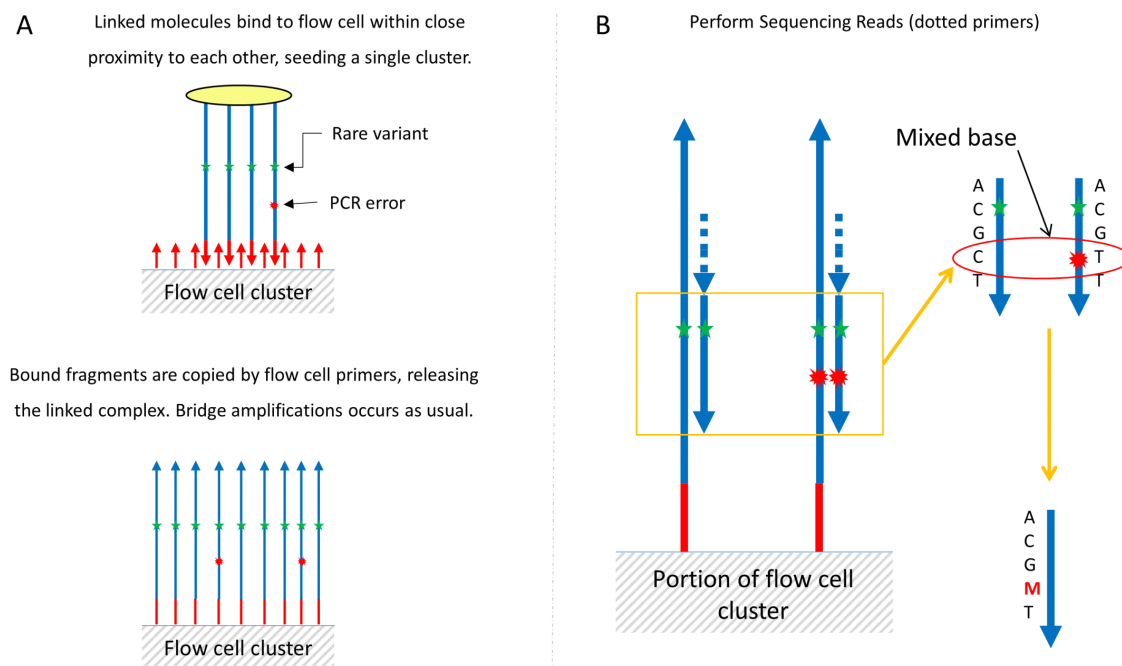 A
Linked molecules bind to flow cell within close
proximity to each other, seeding a single cluster.
Rare variant
PCR error
Flow cell cluster
Bound fragments are copied by flow cell primers, releasing
the linked complex. Bridge amplifications occurs as usual.
Flow cell cluster
B
Perform Sequencing Reads (dotted primers)
Mixed base
A
C
G
C
T
A
C
G
T
T
Portion of flow cell
cluster
A
C
G
M
T